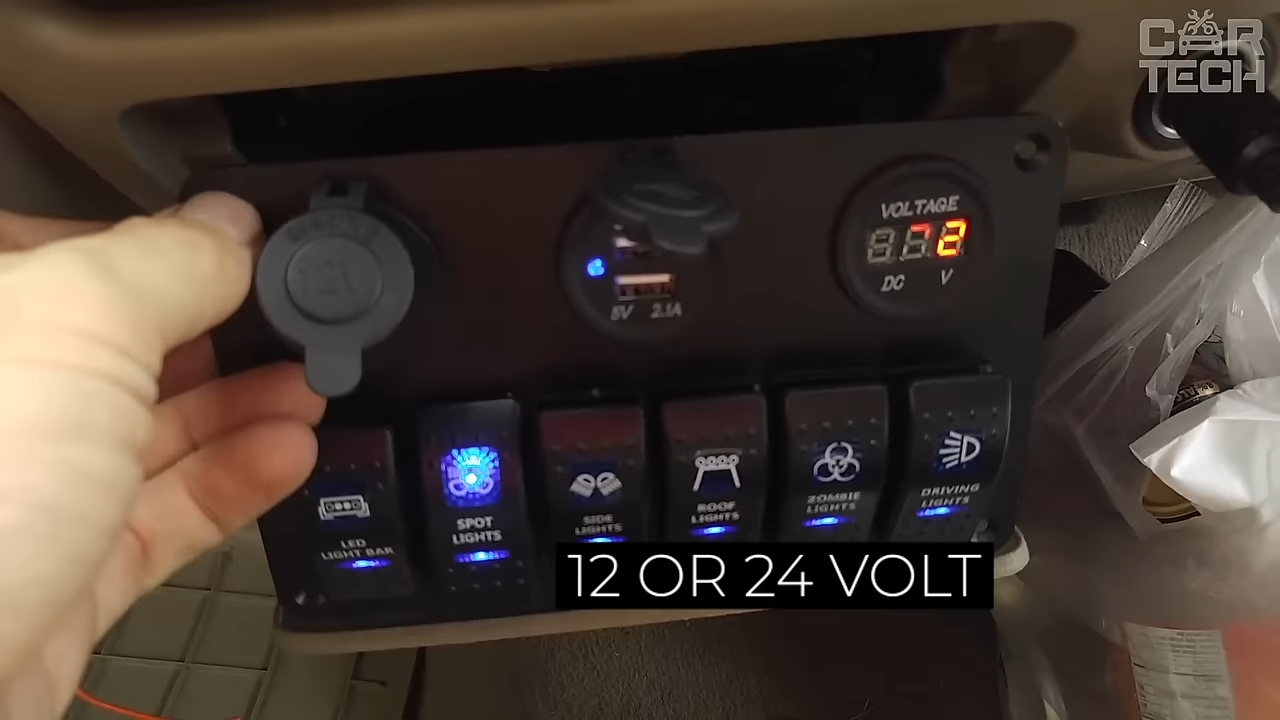 CAR
TECH
VOLTAGE
72
DC V
5V 2.1A
LED
LIGHT BAR
SPOT
LIGHTS
SIDE
LIGHTS
ROOF
LIGHTS
ZOMBIE
LIGHTS
DRIVING
LIGHTS
12 OR 24 VOLT